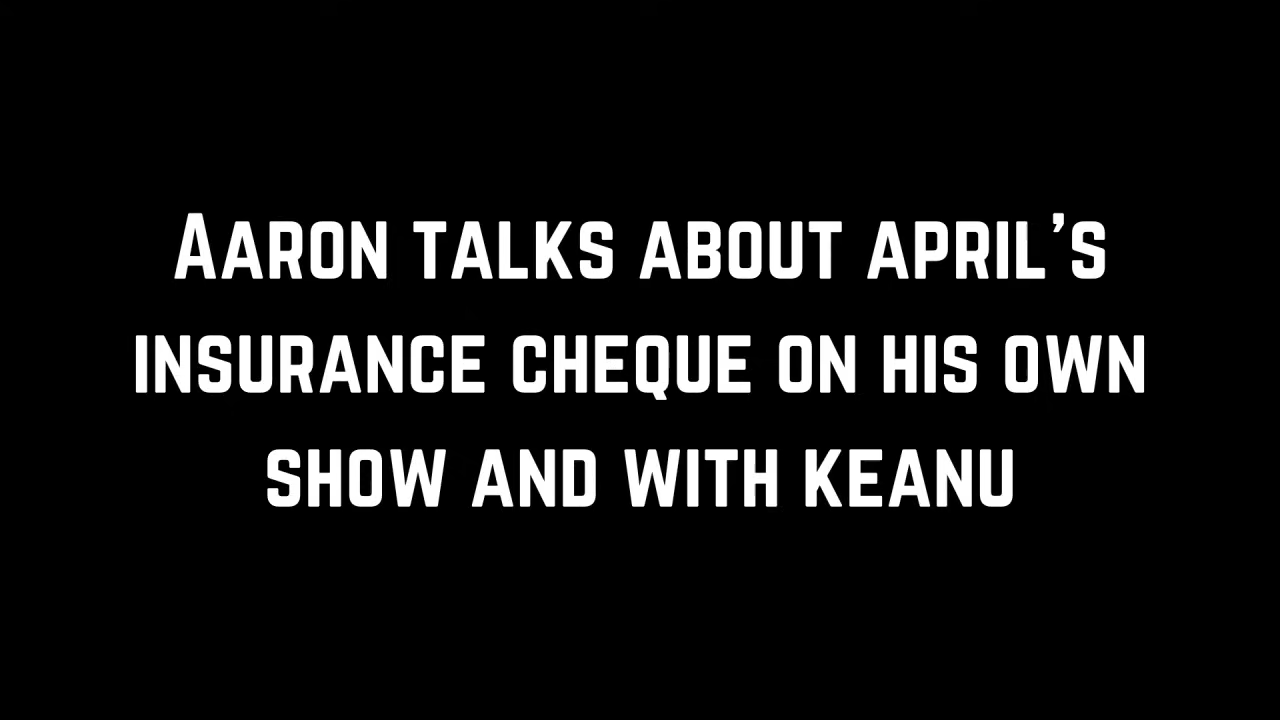 Aaron talks about april's
insurance cheque on his own
show and with keanu